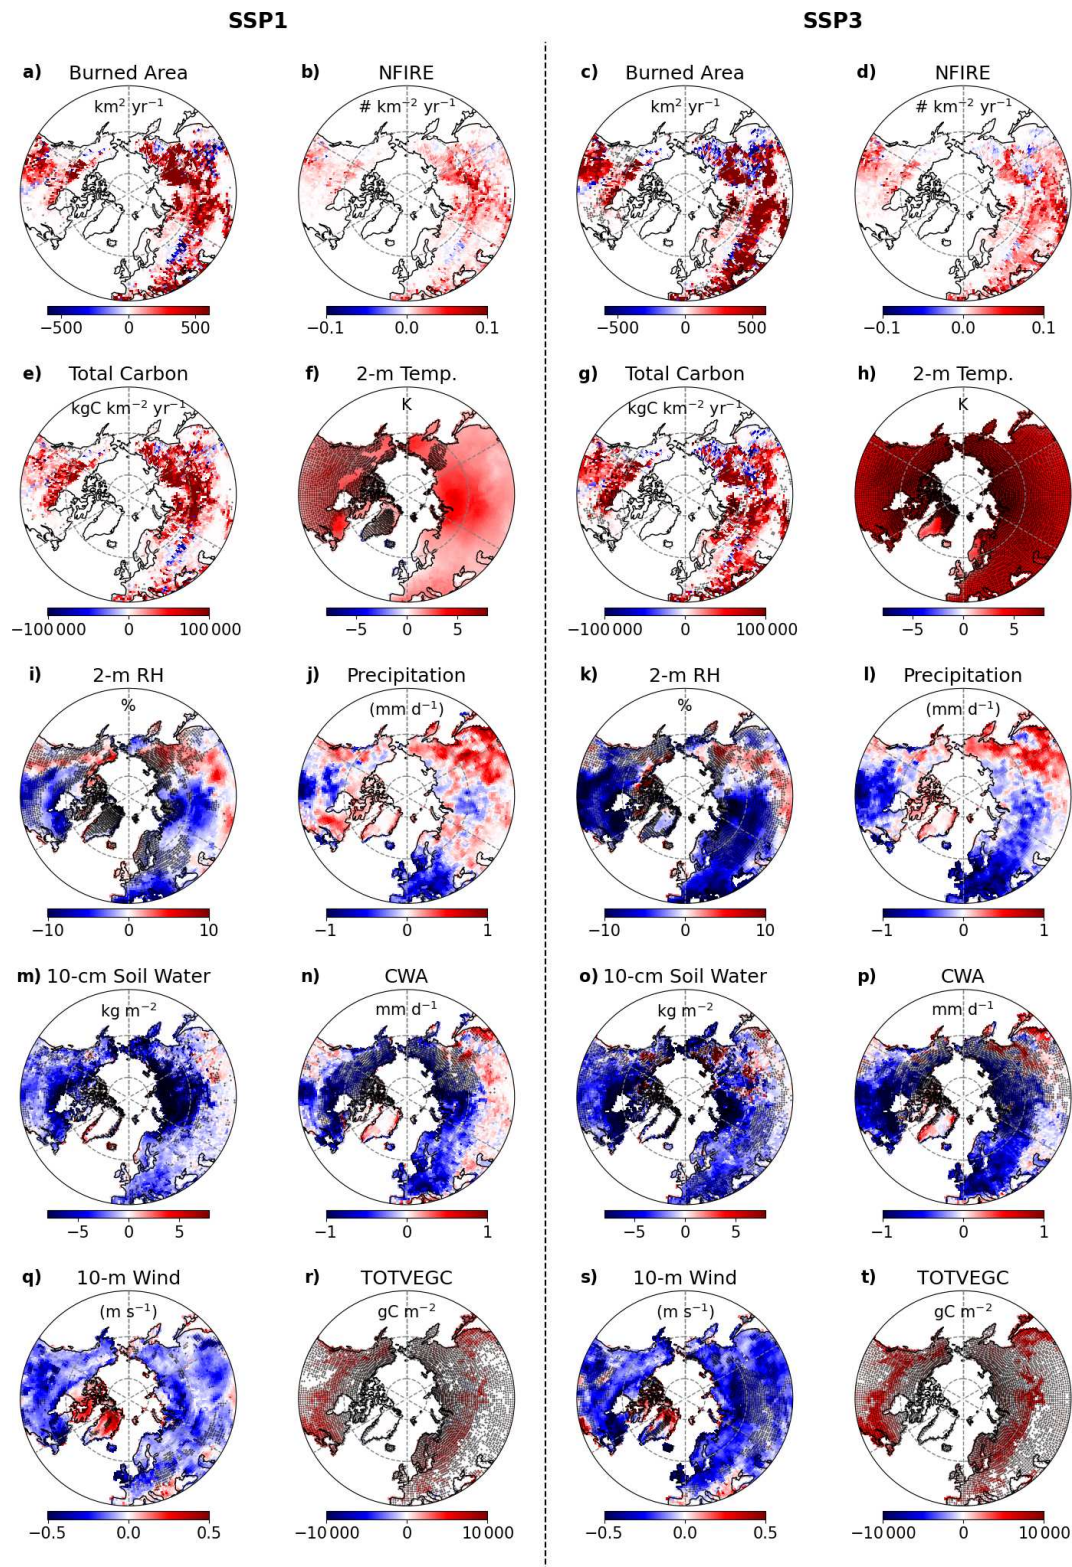 SSP1 SSP3
a) Burned Area b) NFIRE c) Burned Area d) NFIRE
km² yr⁻¹ # km⁻² yr⁻¹ km² yr⁻¹ # km⁻² yr⁻¹
−500 0 500 −0.1 0.0 0.1 −500 0 500 −0.1 0.0 0.1
e) Total Carbon f) 2-m Temp. g) Total Carbon h) 2-m Temp.
kgC km⁻² yr⁻¹ K kgC km⁻² yr⁻¹ K
−100 000 0 100 000 −5 0 5 −100 000 0 100 000 −5 0 5
i) 2-m RH j) Precipitation k) 2-m RH l) Precipitation
% (mm d⁻¹) % (mm d⁻¹)
−10 0 10 −1 0 1 −10 0 10 −1 0 1
m) 10-cm Soil Water n) CWA o) 10-cm Soil Water p) CWA
kg m⁻² mm d⁻¹ kg m⁻² mm d⁻¹
−5 0 5 −1 0 1 −5 0 5 −1 0 1
q) 10-m Wind r) TOTVEGC s) 10-m Wind t) TOTVEGC
(m s⁻¹) gC m⁻² (m s⁻¹) gC m⁻²
−0.5 0.0 0.5 −10 000 0 10 000 −0.5 0.0 0.5 −10 000 0 10 000